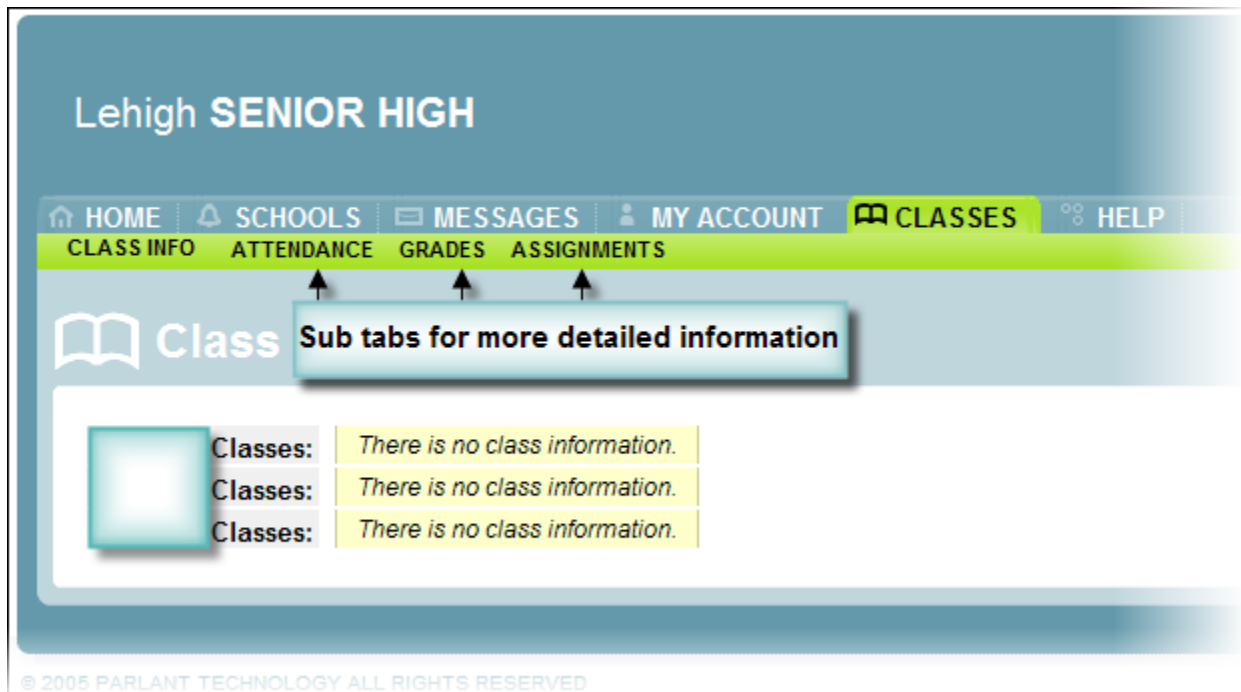 Lehigh SENIOR HIGH
HOME SCHOOLS MESSAGES MY ACCOUNT CLASSES HELP
CLASS INFO ATTENDANCE GRADES ASSIGNMENTS
Class
Sub tabs for more detailed information
Classes: There is no class information.
Classes: There is no class information.
Classes: There is no class information.
© 2005 PARLANT TECHNOLOGY ALL RIGHTS RESERVED